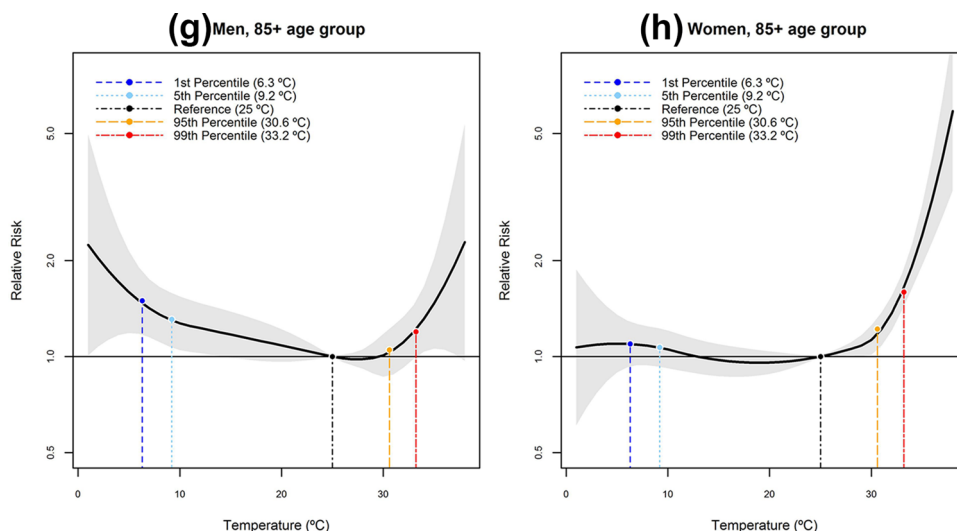 (g) Men, 85+ age group
1st Percentile (6.3 ºC)
5th Percentile (9.2 ºC)
Reference (25 ºC)
95th Percentile (30.6 ºC)
99th Percentile (33.2 ºC)
Relative Risk
5.0
2.0
1.0
0.5
0
10
20
30
Temperature (ºC)
(h) Women, 85+ age group
1st Percentile (6.3 ºC)
5th Percentile (9.2 ºC)
Reference (25 ºC)
95th Percentile (30.6 ºC)
99th Percentile (33.2 ºC)
Relative Risk
5.0
2.0
1.0
0.5
0
10
20
30
Temperature (ºC)